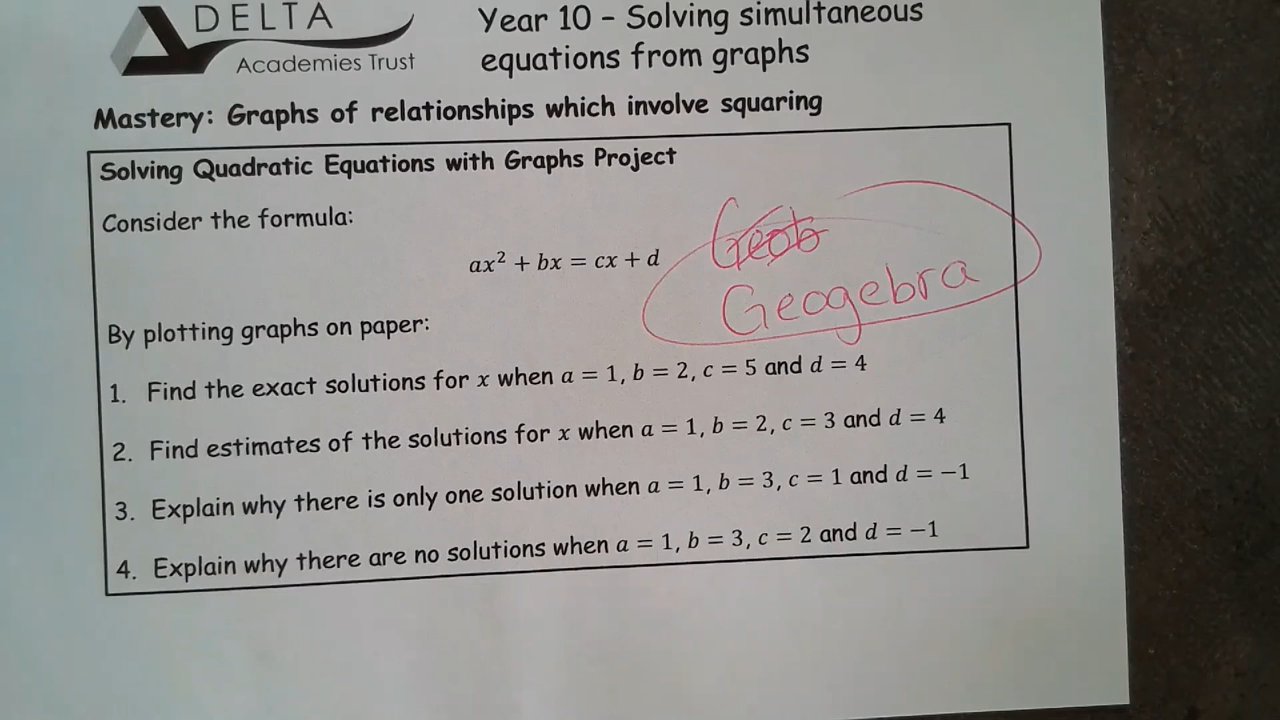 DELTA
Academies Trust
Year 10 – Solving simultaneous
equations from graphs
Mastery: Graphs of relationships which involve squaring
Solving Quadratic Equations with Graphs Project
Consider the formula:
ax² + bx = cx + d
Geob
Geogebra
By plotting graphs on paper:
1. Find the exact solutions for x when a = 1, b = 2, c = 5 and d = 4
2. Find estimates of the solutions for x when a = 1, b = 2, c = 3 and d = 4
3. Explain why there is only one solution when a = 1, b = 3, c = 1 and d = −1
4. Explain why there are no solutions when a = 1, b = 3, c = 2 and d = −1